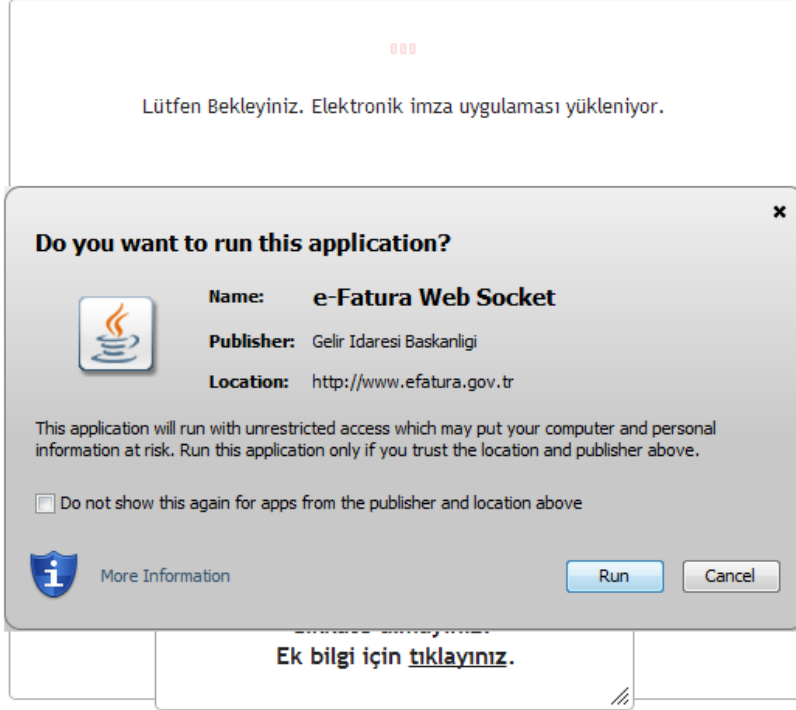 Lütfen Bekleyiniz. Elektronik imza uygulaması yükleniyor.
Do you want to run this application?
Name: e-Fatura Web Socket
Publisher: Gelir Idaresi Baskanligi
Location: http://www.efatura.gov.tr
This application will run with unrestricted access which may put your computer and personal
information at risk. Run this application only if you trust the location and publisher above.
Do not show this again for apps from the publisher and location above
More Information
Run
Cancel
Ek bilgi için tıklayınız.